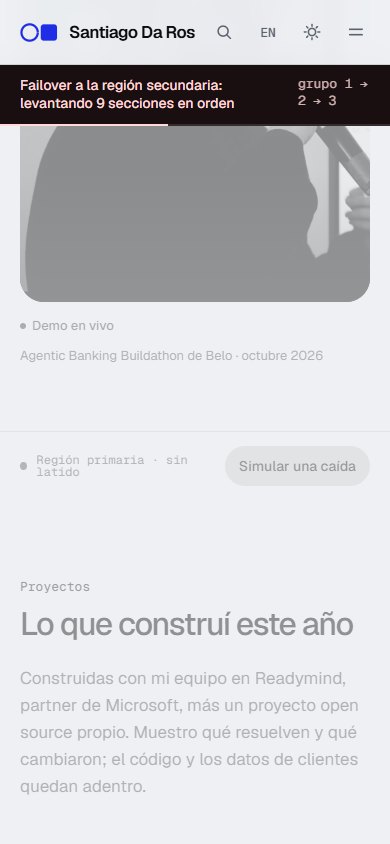 Santiago Da Ros
EN
Failover a la región secundaria:
levantando 9 secciones en orden
grupo 1 →
2 → 3
Demo en vivo
Agentic Banking Buildathon de Belo · octubre 2026
Región primaria · sin
latido
Simular una caída
Proyectos
Lo que construí este año
Construidas con mi equipo en Readymind,
partner de Microsoft, más un proyecto open
source propio. Muestro qué resuelven y qué
cambiaron; el código y los datos de clientes
quedan adentro.